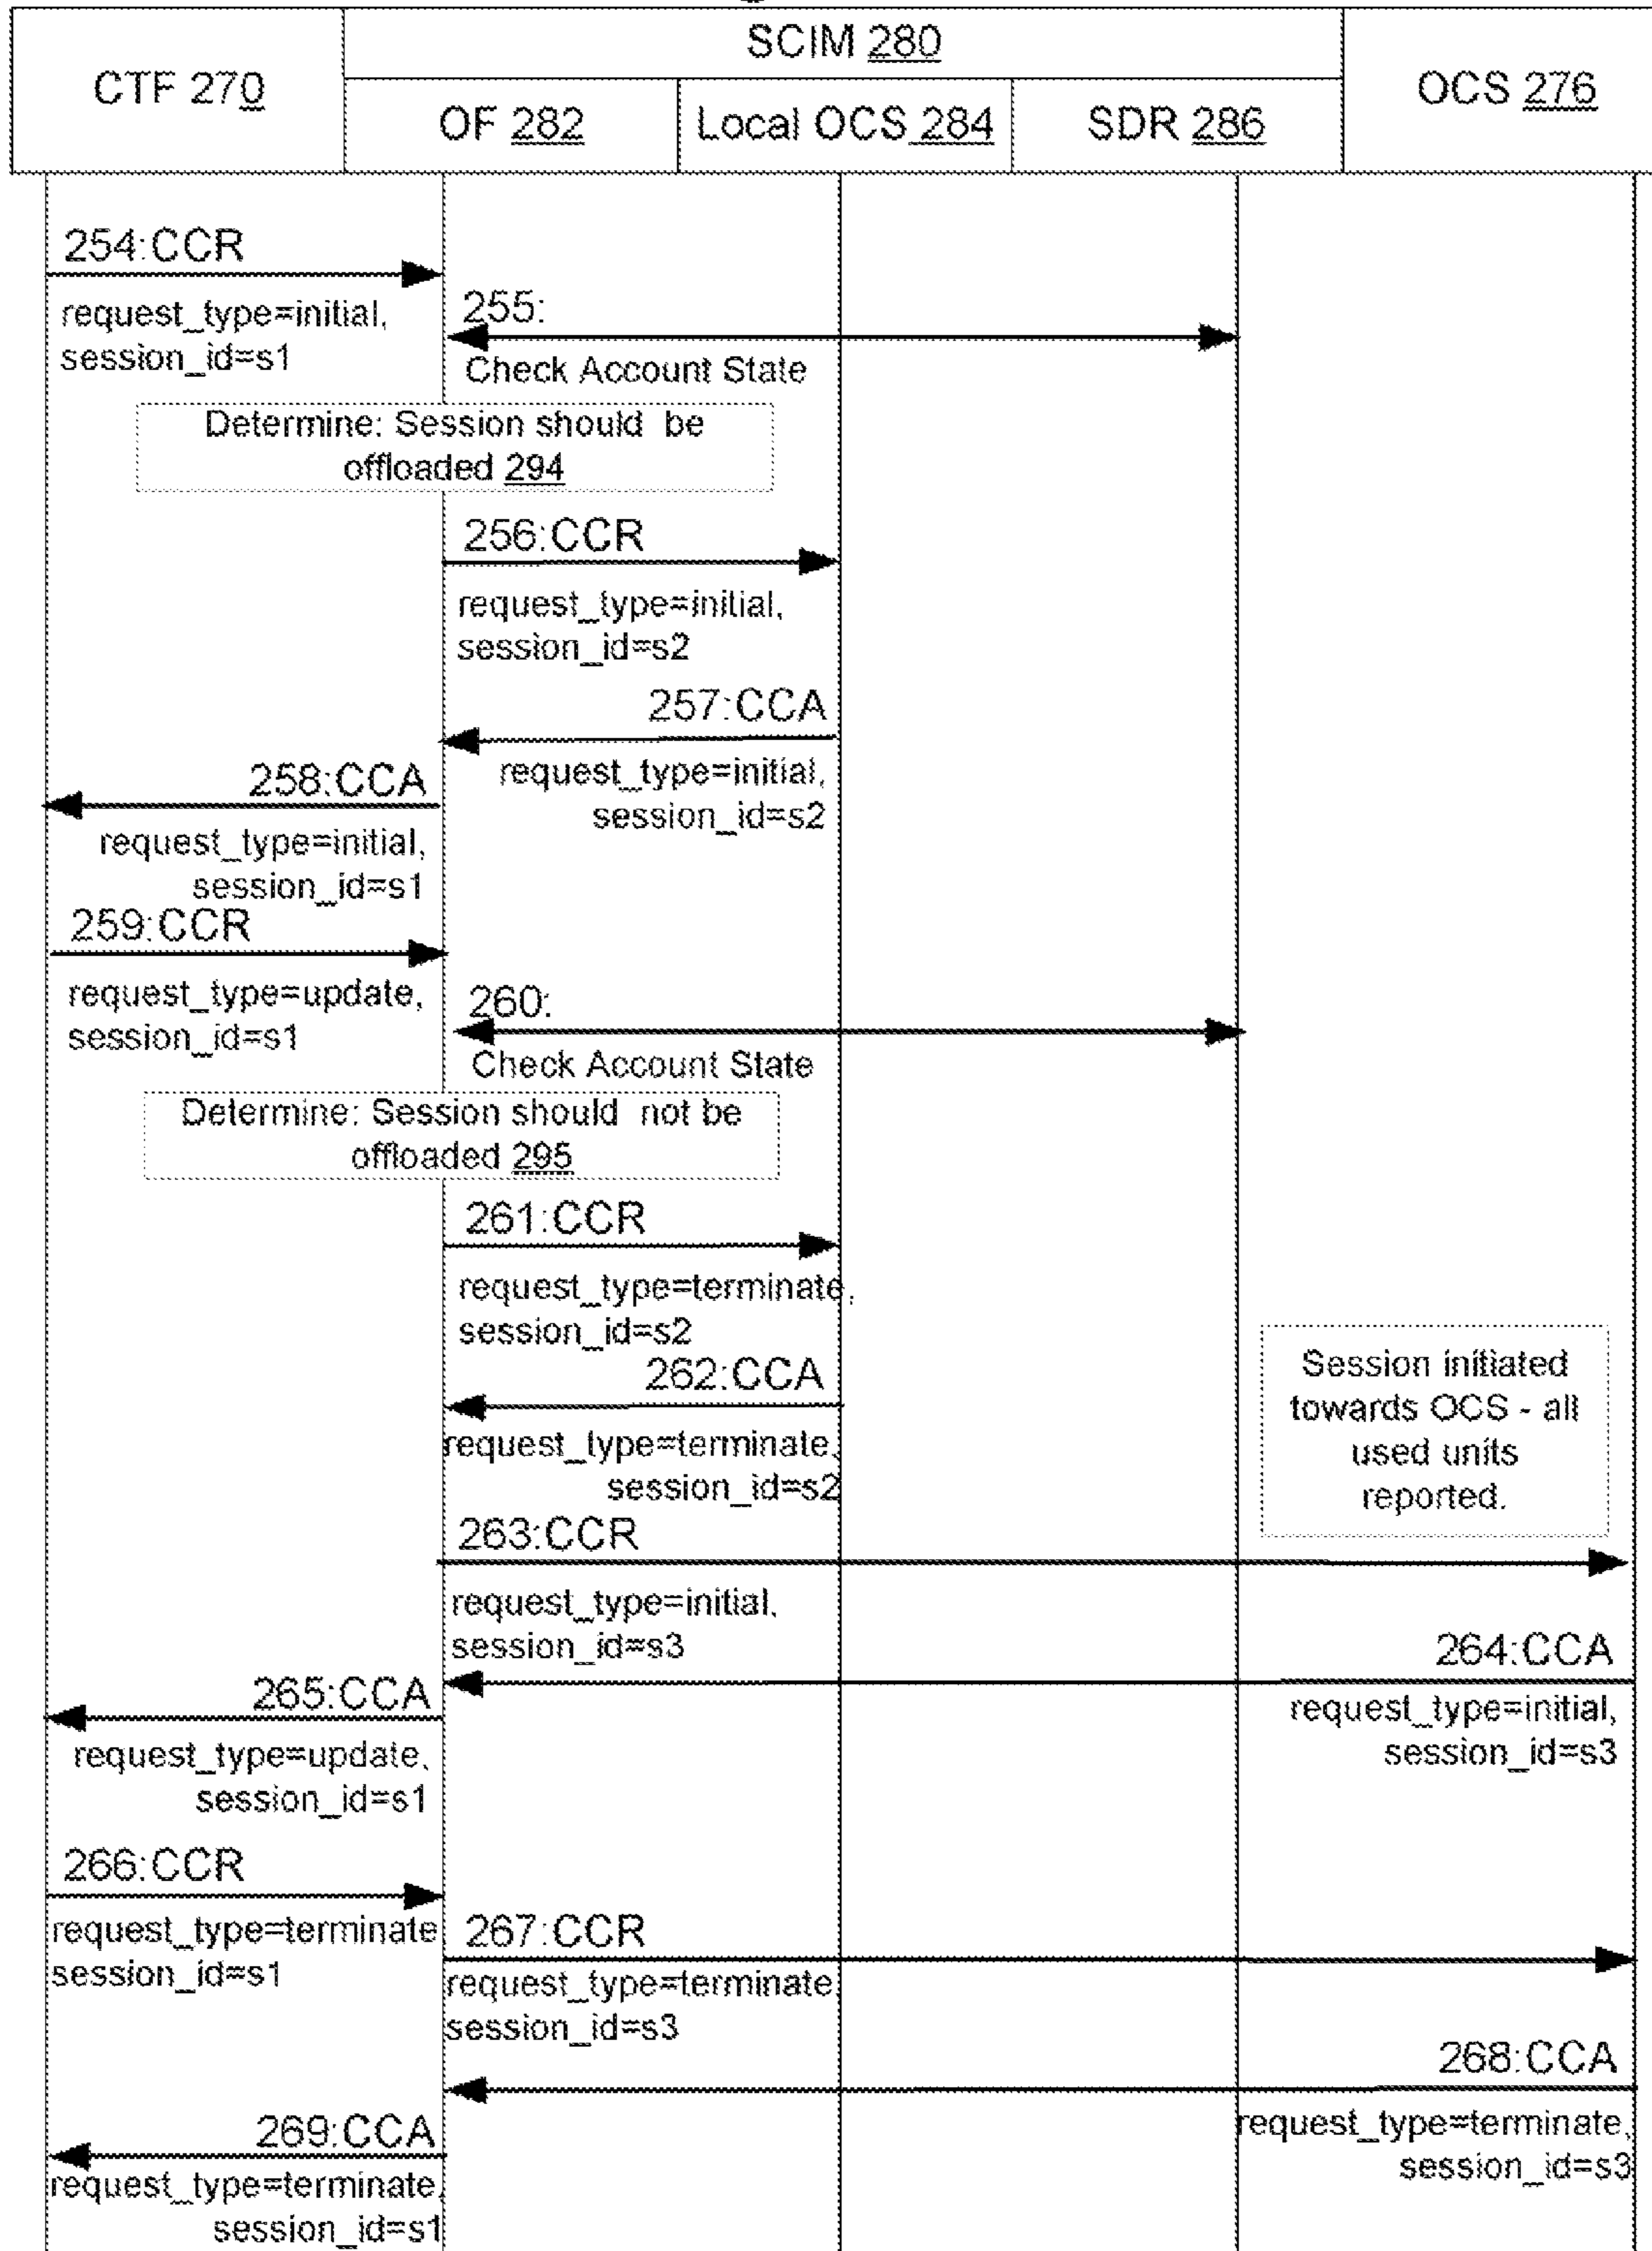 SCIM 280
CTF 270
OCS 276
OF 282
Local OCS 284
SDR 286
254:CCR
request_type=initial,
session_id=s1
255:
Check Account State
Determine: Session should be
offloaded 294
256:CCR
request_type=initial,
session_id=s2
257:CCA
request_type=initial,
session_id=s2
258:CCA
request_type=initial,
session_id=s1
259:CCR
request_type=update,
session_id=s1
260:
Check Account State
Determine: Session should not be
offloaded 295
261:CCR
request_type=terminate,
session_id=s2
262:CCA
request_type=terminate,
session_id=s2
Session initiated
towards OCS - all
used units
reported.
263:CCR
request_type=initial,
session_id=s3
264:CCA
request_type=initial,
session_id=s3
265:CCA
request_type=update,
session_id=s1
266:CCR
request_type=terminate
session_id=s1
267:CCR
request_type=terminate
session_id=s3
268:CCA
request_type=terminate,
session_id=s3
269:CCA
request_type=terminate,
session_id=s1